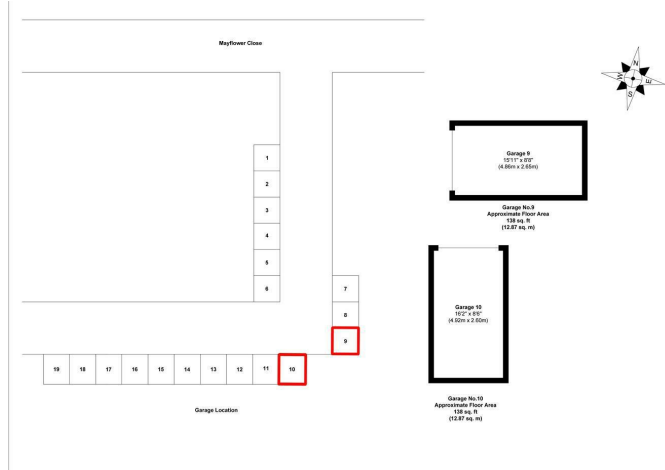 Mayflower Close
N
W
E
S
1
2
3
4
5
6
7
8
9
19 18 17 16 15 14 13 12 11 10
Garage Location
Garage 9
15'11" x 8'8"
(4.86m x 2.65m)
Garage No.9
Approximate Floor Area
138 sq. ft
(12.87 sq. m)
Garage 10
16'2" x 8'6"
(4.92m x 2.60m)
Garage No.10
Approximate Floor Area
138 sq. ft
(12.87 sq. m)